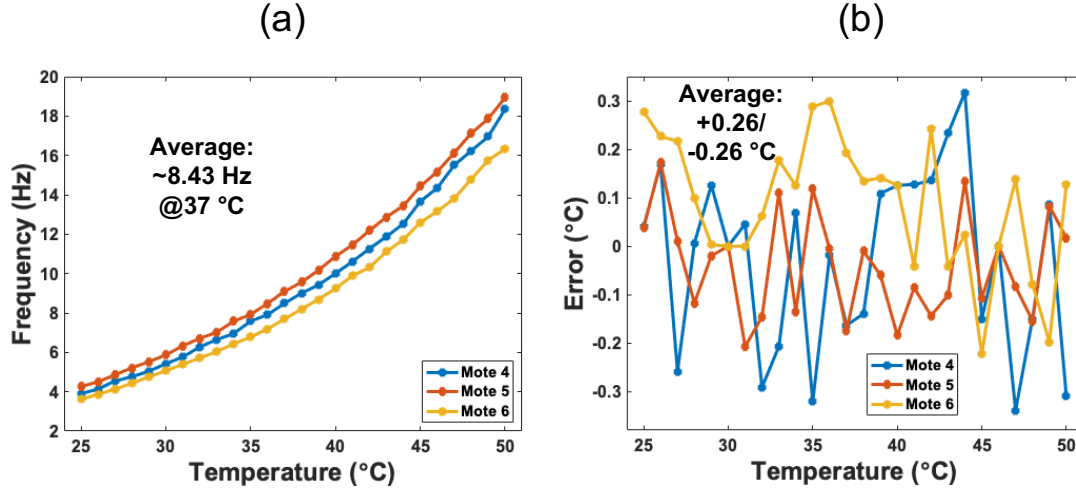 (a)
Average:
~8.43 Hz
@37 °C
Frequency (Hz)
20
18
16
14
12
10
8
6
4
2
25
30
35
40
45
50
Temperature (°C)
Mote 4
Mote 5
Mote 6
(b)
Average:
+0.26/
-0.26 °C
Error (°C)
0.3
0.2
0.1
0
-0.1
-0.2
-0.3
25
30
35
40
45
50
Temperature (°C)
Mote 4
Mote 5
Mote 6